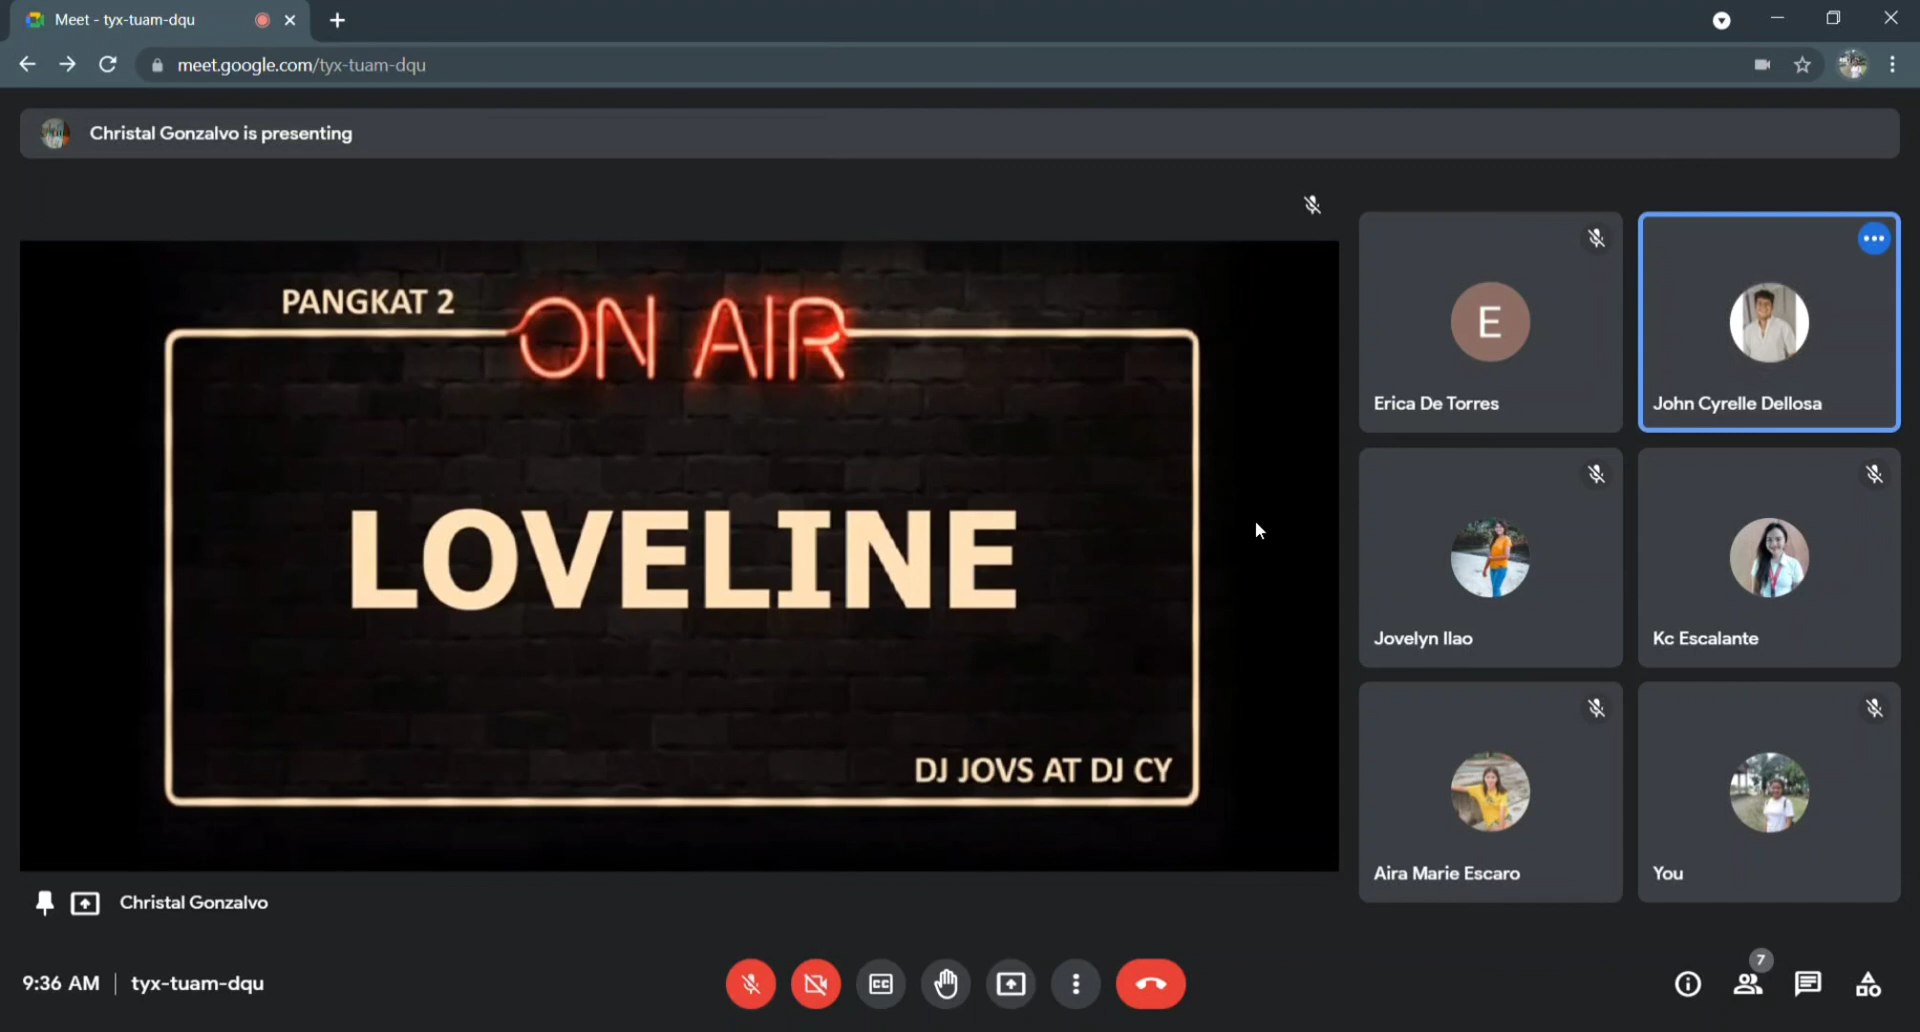 Meet - tyx-tuam-dqu
meet.google.com/tyx-tuam-dqu
Christal Gonzalvo is presenting
PANGKAT 2
ON AIR
LOVELINE
DJ JOVS AT DJ CY
E
Erica De Torres
John Cyrelle Dellosa
Jovelyn Ilao
Kc Escalante
Aira Marie Escaro
You
Christal Gonzalvo
9:36 AM | tyx-tuam-dqu
CC
7